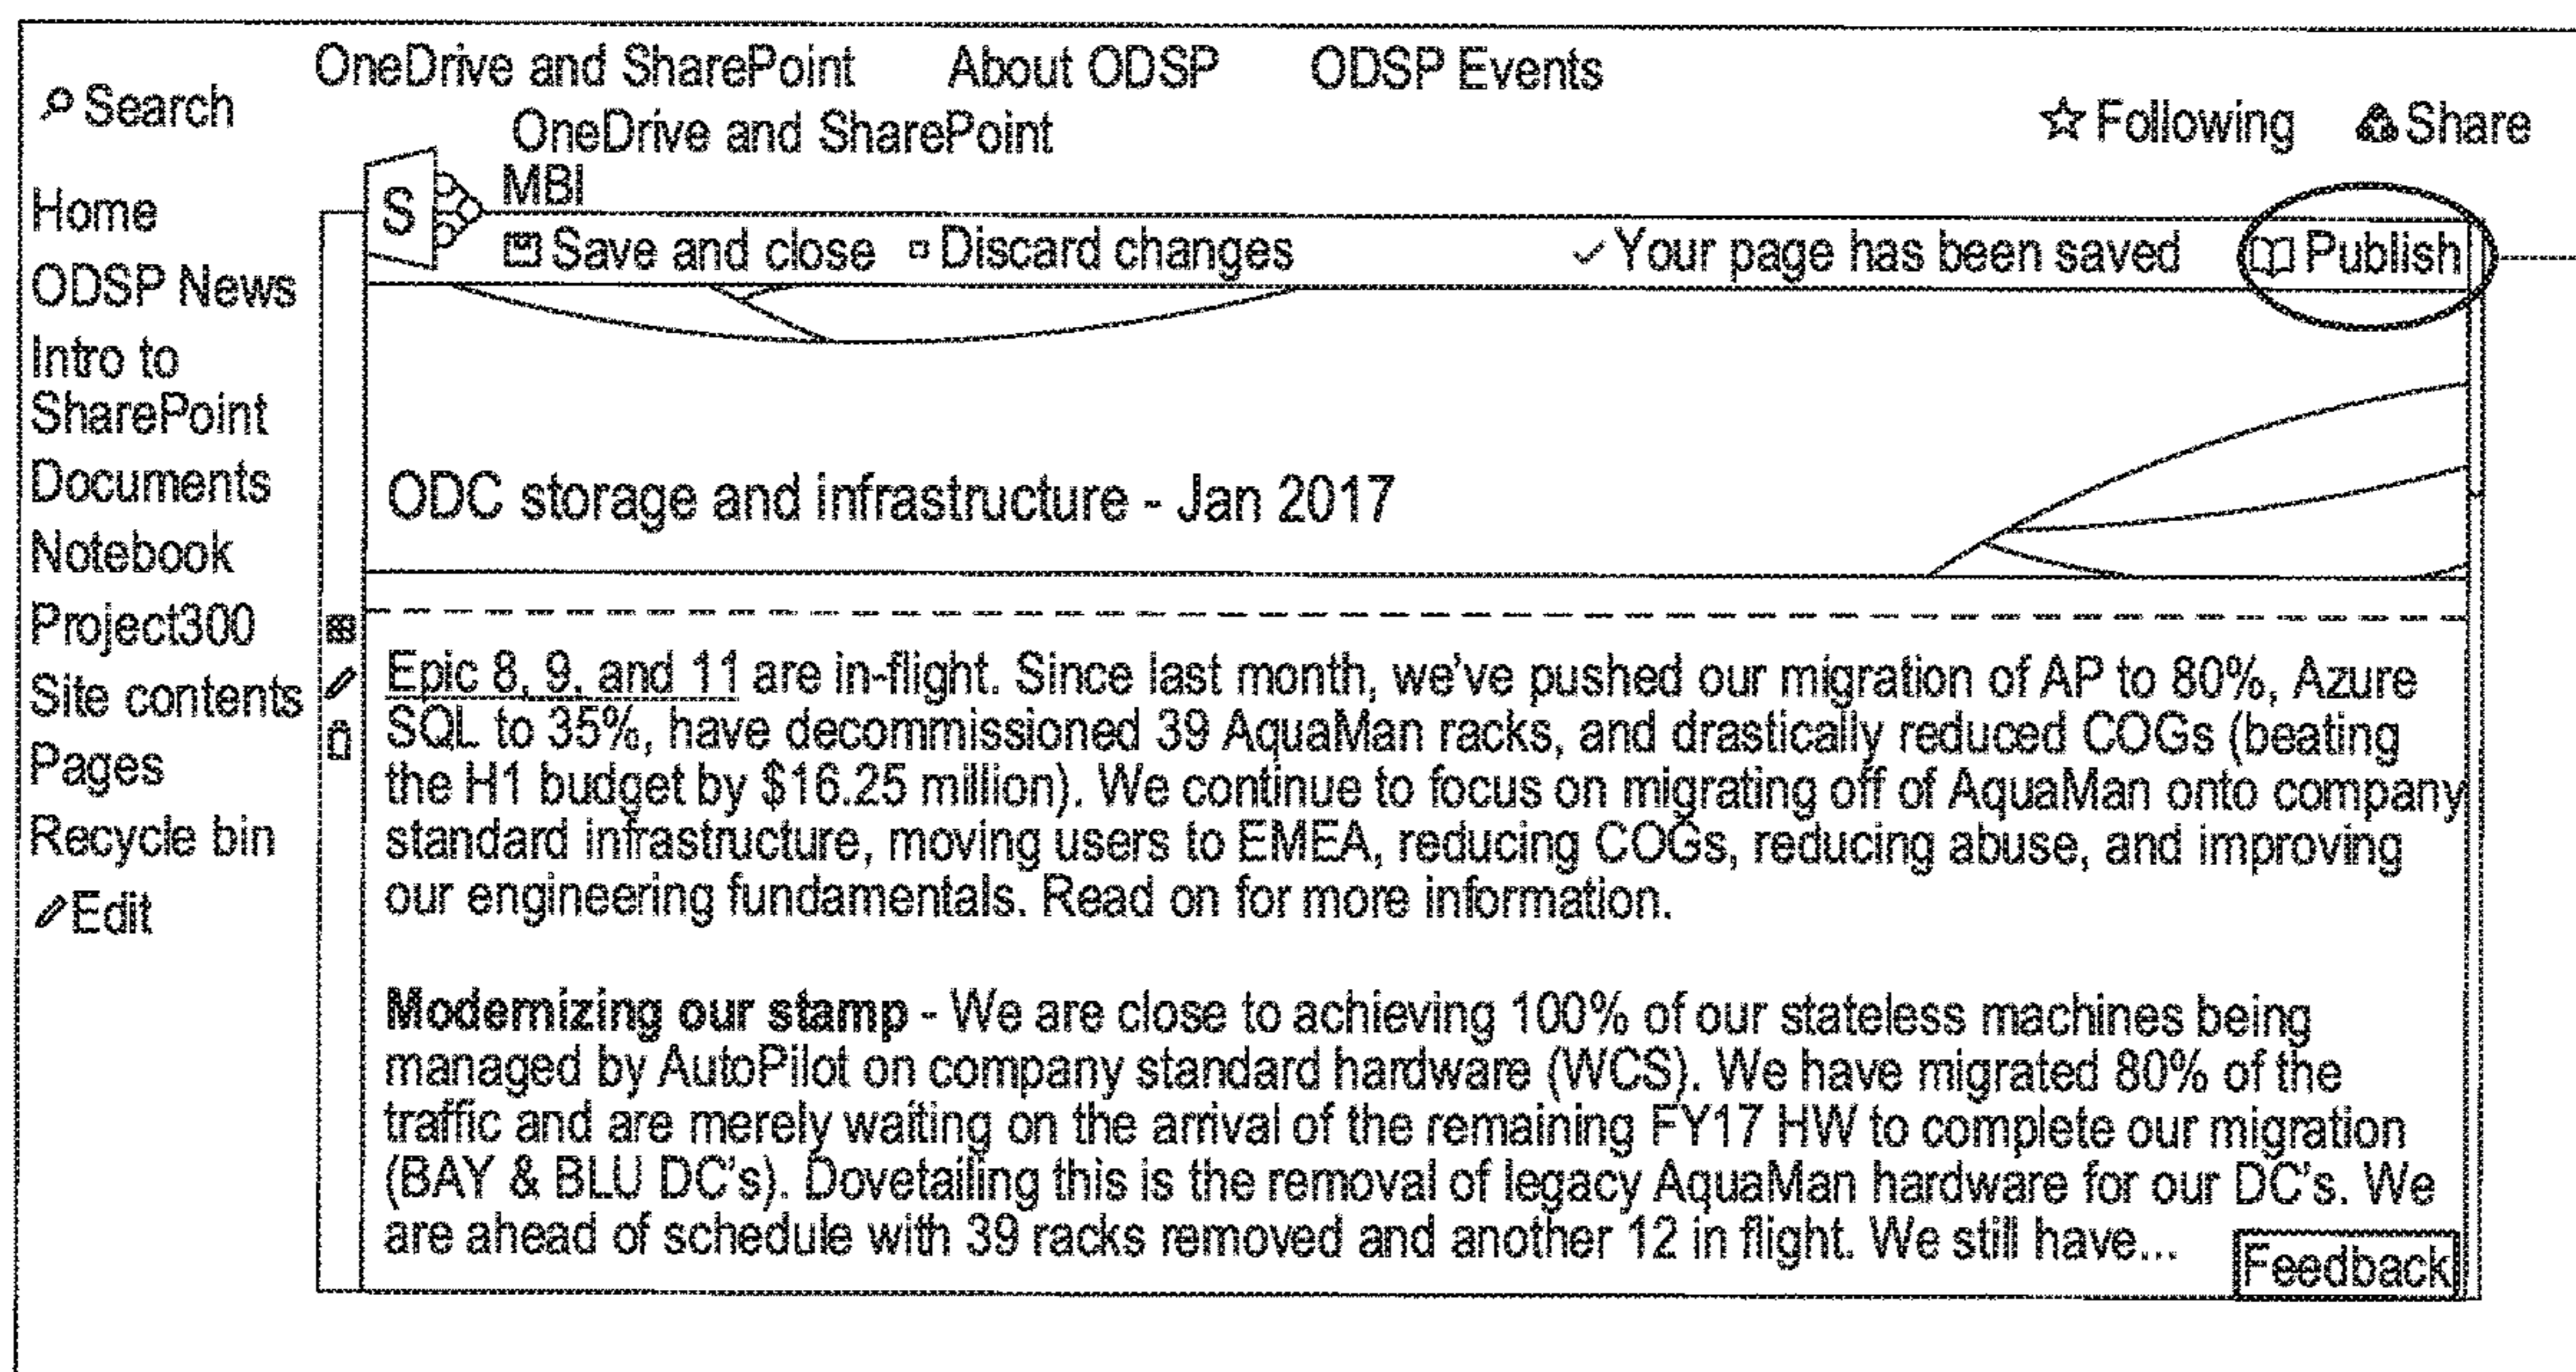 OneDrive and SharePoint About ODSP ODSP Events
Search
OneDrive and SharePoint
Following Share
MBI
S
Save and close Discard changes Your page has been saved Publish
Home
ODSP News
Intro to
SharePoint
Documents
Notebook
Project300
Site contents
Pages
Recycle bin
Edit
ODC storage and infrastructure - Jan 2017
Epic 8, 9, and 11 are in-flight. Since last month, we've pushed our migration of AP to 80%, Azure
SQL to 35%, have decommissioned 39 AquaMan racks, and drastically reduced COGs (beating
the H1 budget by $16.25 million). We continue to focus on migrating off of AquaMan onto company
standard infrastructure, moving users to EMEA, reducing COGs, reducing abuse, and improving
our engineering fundamentals. Read on for more information.
Modernizing our stamp - We are close to achieving 100% of our stateless machines being
managed by AutoPilot on company standard hardware (WCS). We have migrated 80% of the
traffic and are merely waiting on the arrival of the remaining FY17 HW to complete our migration
(BAY & BLU DC's). Dovetailing this is the removal of legacy AquaMan hardware for our DC's. We
are ahead of schedule with 39 racks removed and another 12 in flight. We still have...
Feedback